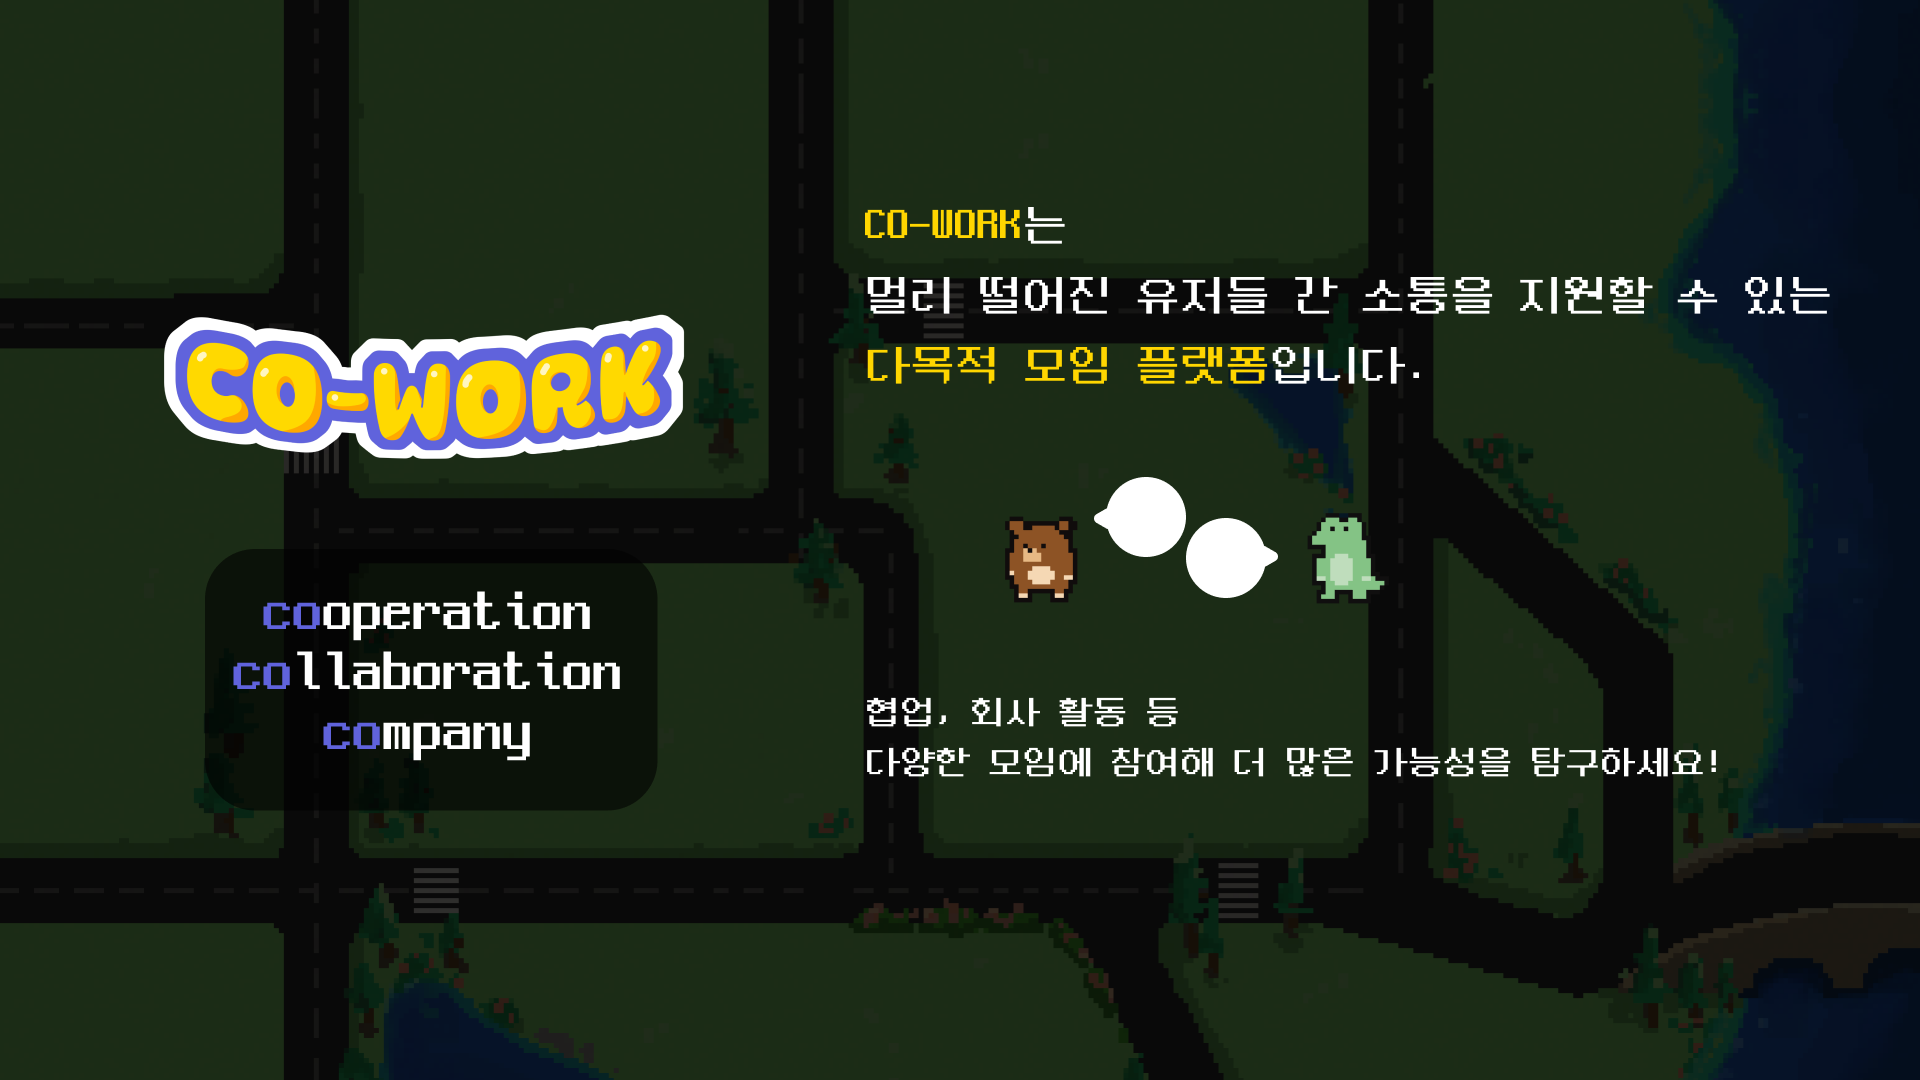 CO-WORK
cooperation
collaboration
company
CO-WORK는
멀리 떨어진 유저들 간 소통을 지원할 수 있는
다목적 모임 플랫폼입니다.
협업, 회사 활동 등
다양한 모임에 참여해 더 많은 가능성을 탐구하세요!